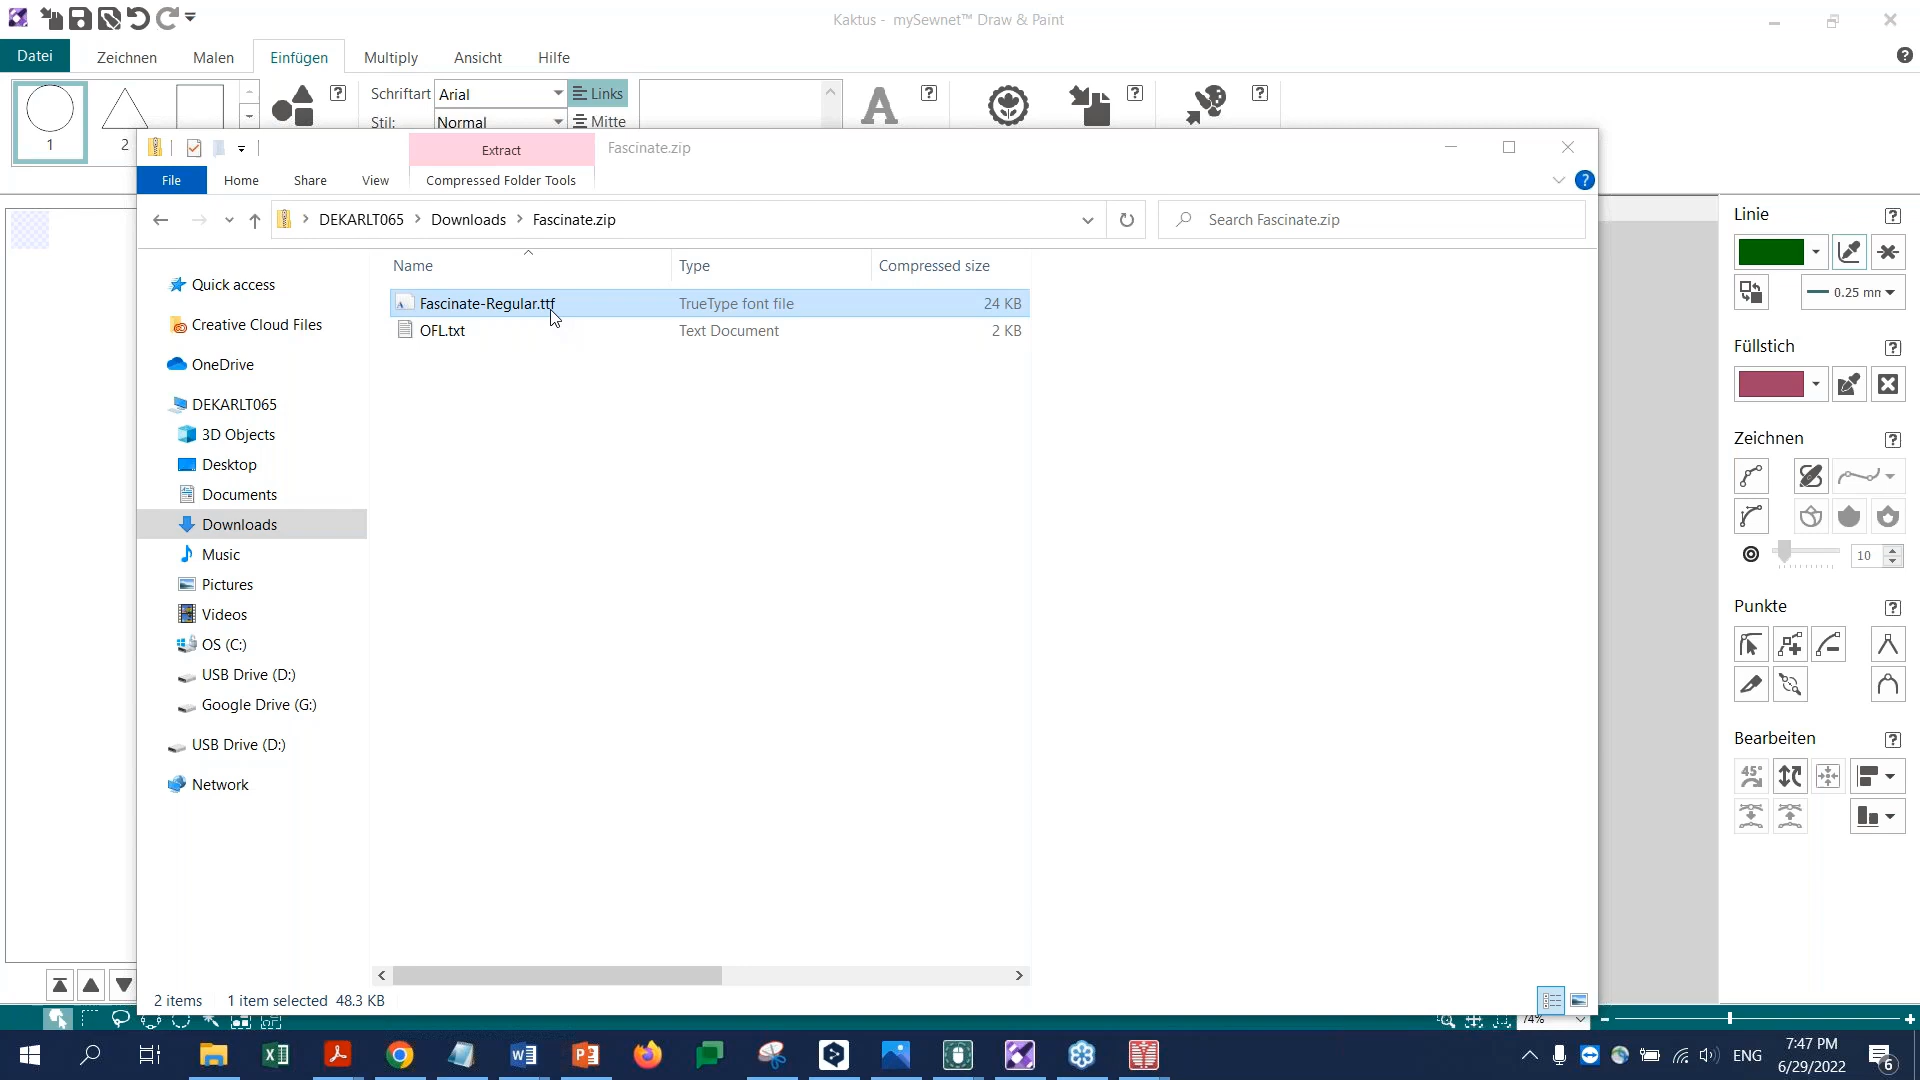 Kaktus - mySewnet™ Draw & Paint
Datei Zeichnen Malen Einfügen Multiply Ansicht Hilfe
1 2
Schriftart Arial Links
Stil: Normal Mitte
Extract Fascinate.zip
File Home Share View Compressed Folder Tools
DEKARLT065 Downloads Fascinate.zip Search Fascinate.zip
Name Type Compressed size
Fascinate-Regular.ttf TrueType font file 24 KB
OFL.txt Text Document 2 KB
Quick access
Creative Cloud Files
OneDrive
DEKARLT065
3D Objects
Desktop
Documents
Downloads
Music
Pictures
Videos
OS (C:)
USB Drive (D:)
Google Drive (G:)
USB Drive (D:)
Network
2 items 1 item selected 48.3 KB
Linie
0.25 mm
Füllstich
Zeichnen
10
Punkte
Bearbeiten
45°
74%
ENG
7:47 PM
6/29/2022
6